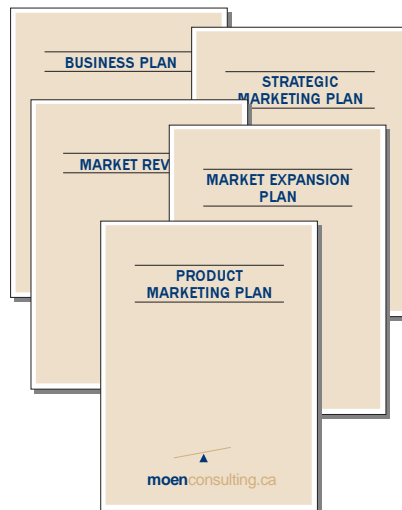 BUSINESS PLAN
STRATEGIC
MARKETING PLAN
MARKET REV
MARKET EXPANSION
PLAN
PRODUCT
MARKETING PLAN
moenconsulting.ca